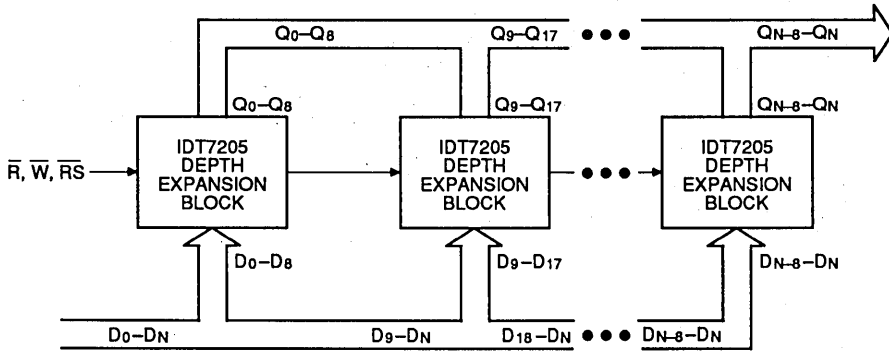 Q0–Q8 Q9–Q17 ● ● ● QN–8–QN
Q0–Q8 Q9–Q17 QN–8–QN
IDT7205
DEPTH
EXPANSION
BLOCK
IDT7205
DEPTH
EXPANSION
BLOCK
IDT7205
DEPTH
EXPANSION
BLOCK
R̅, W̅, R̅S̅
● ● ●
D0–D8 D9–D17 DN–8–DN
D0–DN D9–DN D18–DN ● ● ● DN–8–DN